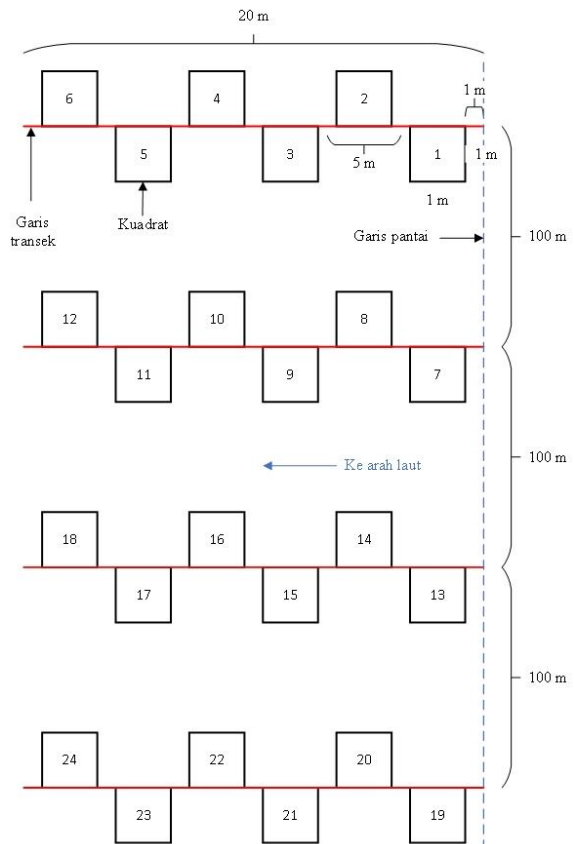 20 m
1 m
6
4
2
5
3
1
1 m
5 m
1 m
Garis
transek
Kuadrat
Garis pantai
100 m
12
10
8
11
9
7
Ke arah laut
100 m
18
16
14
17
15
13
100 m
24
22
20
23
21
19